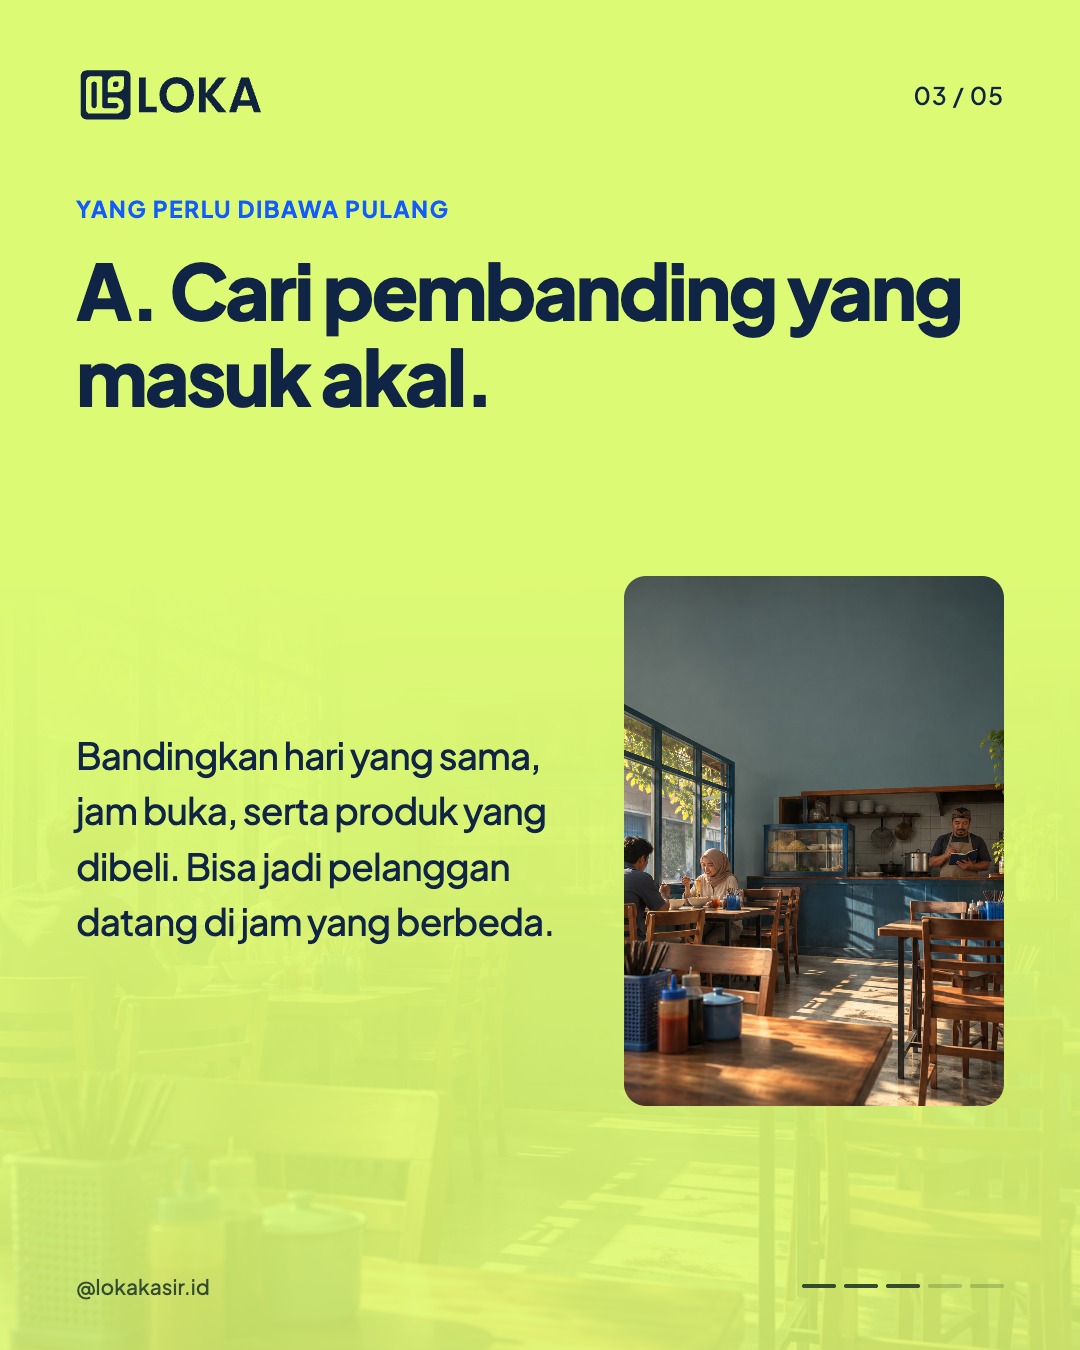 LOKA
03 / 05
YANG PERLU DIBAWA PULANG
A. Cari pembanding yang
masuk akal.
Bandingkan hari yang sama,
jam buka, serta produk yang
dibeli. Bisa jadi pelanggan
datang di jam yang berbeda.
@lokakasir.id